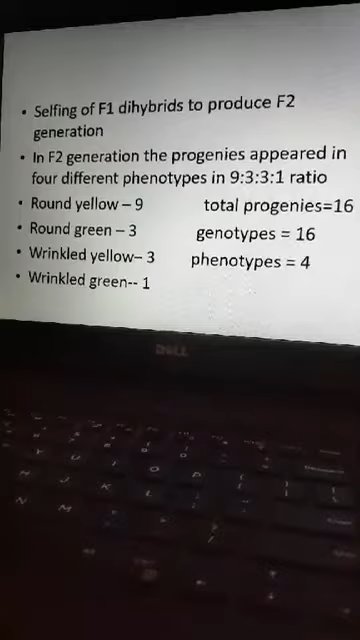 • Selfing of F1 dihybrids to produce F2
generation
• In F2 generation the progenies appeared in
four different phenotypes in 9:3:3:1 ratio
• Round yellow – 9 total progenies=16
• Round green – 3 genotypes = 16
• Wrinkled yellow– 3 phenotypes = 4
• Wrinkled green-- 1
DELL
Y U I O P { }
H J K L
N M